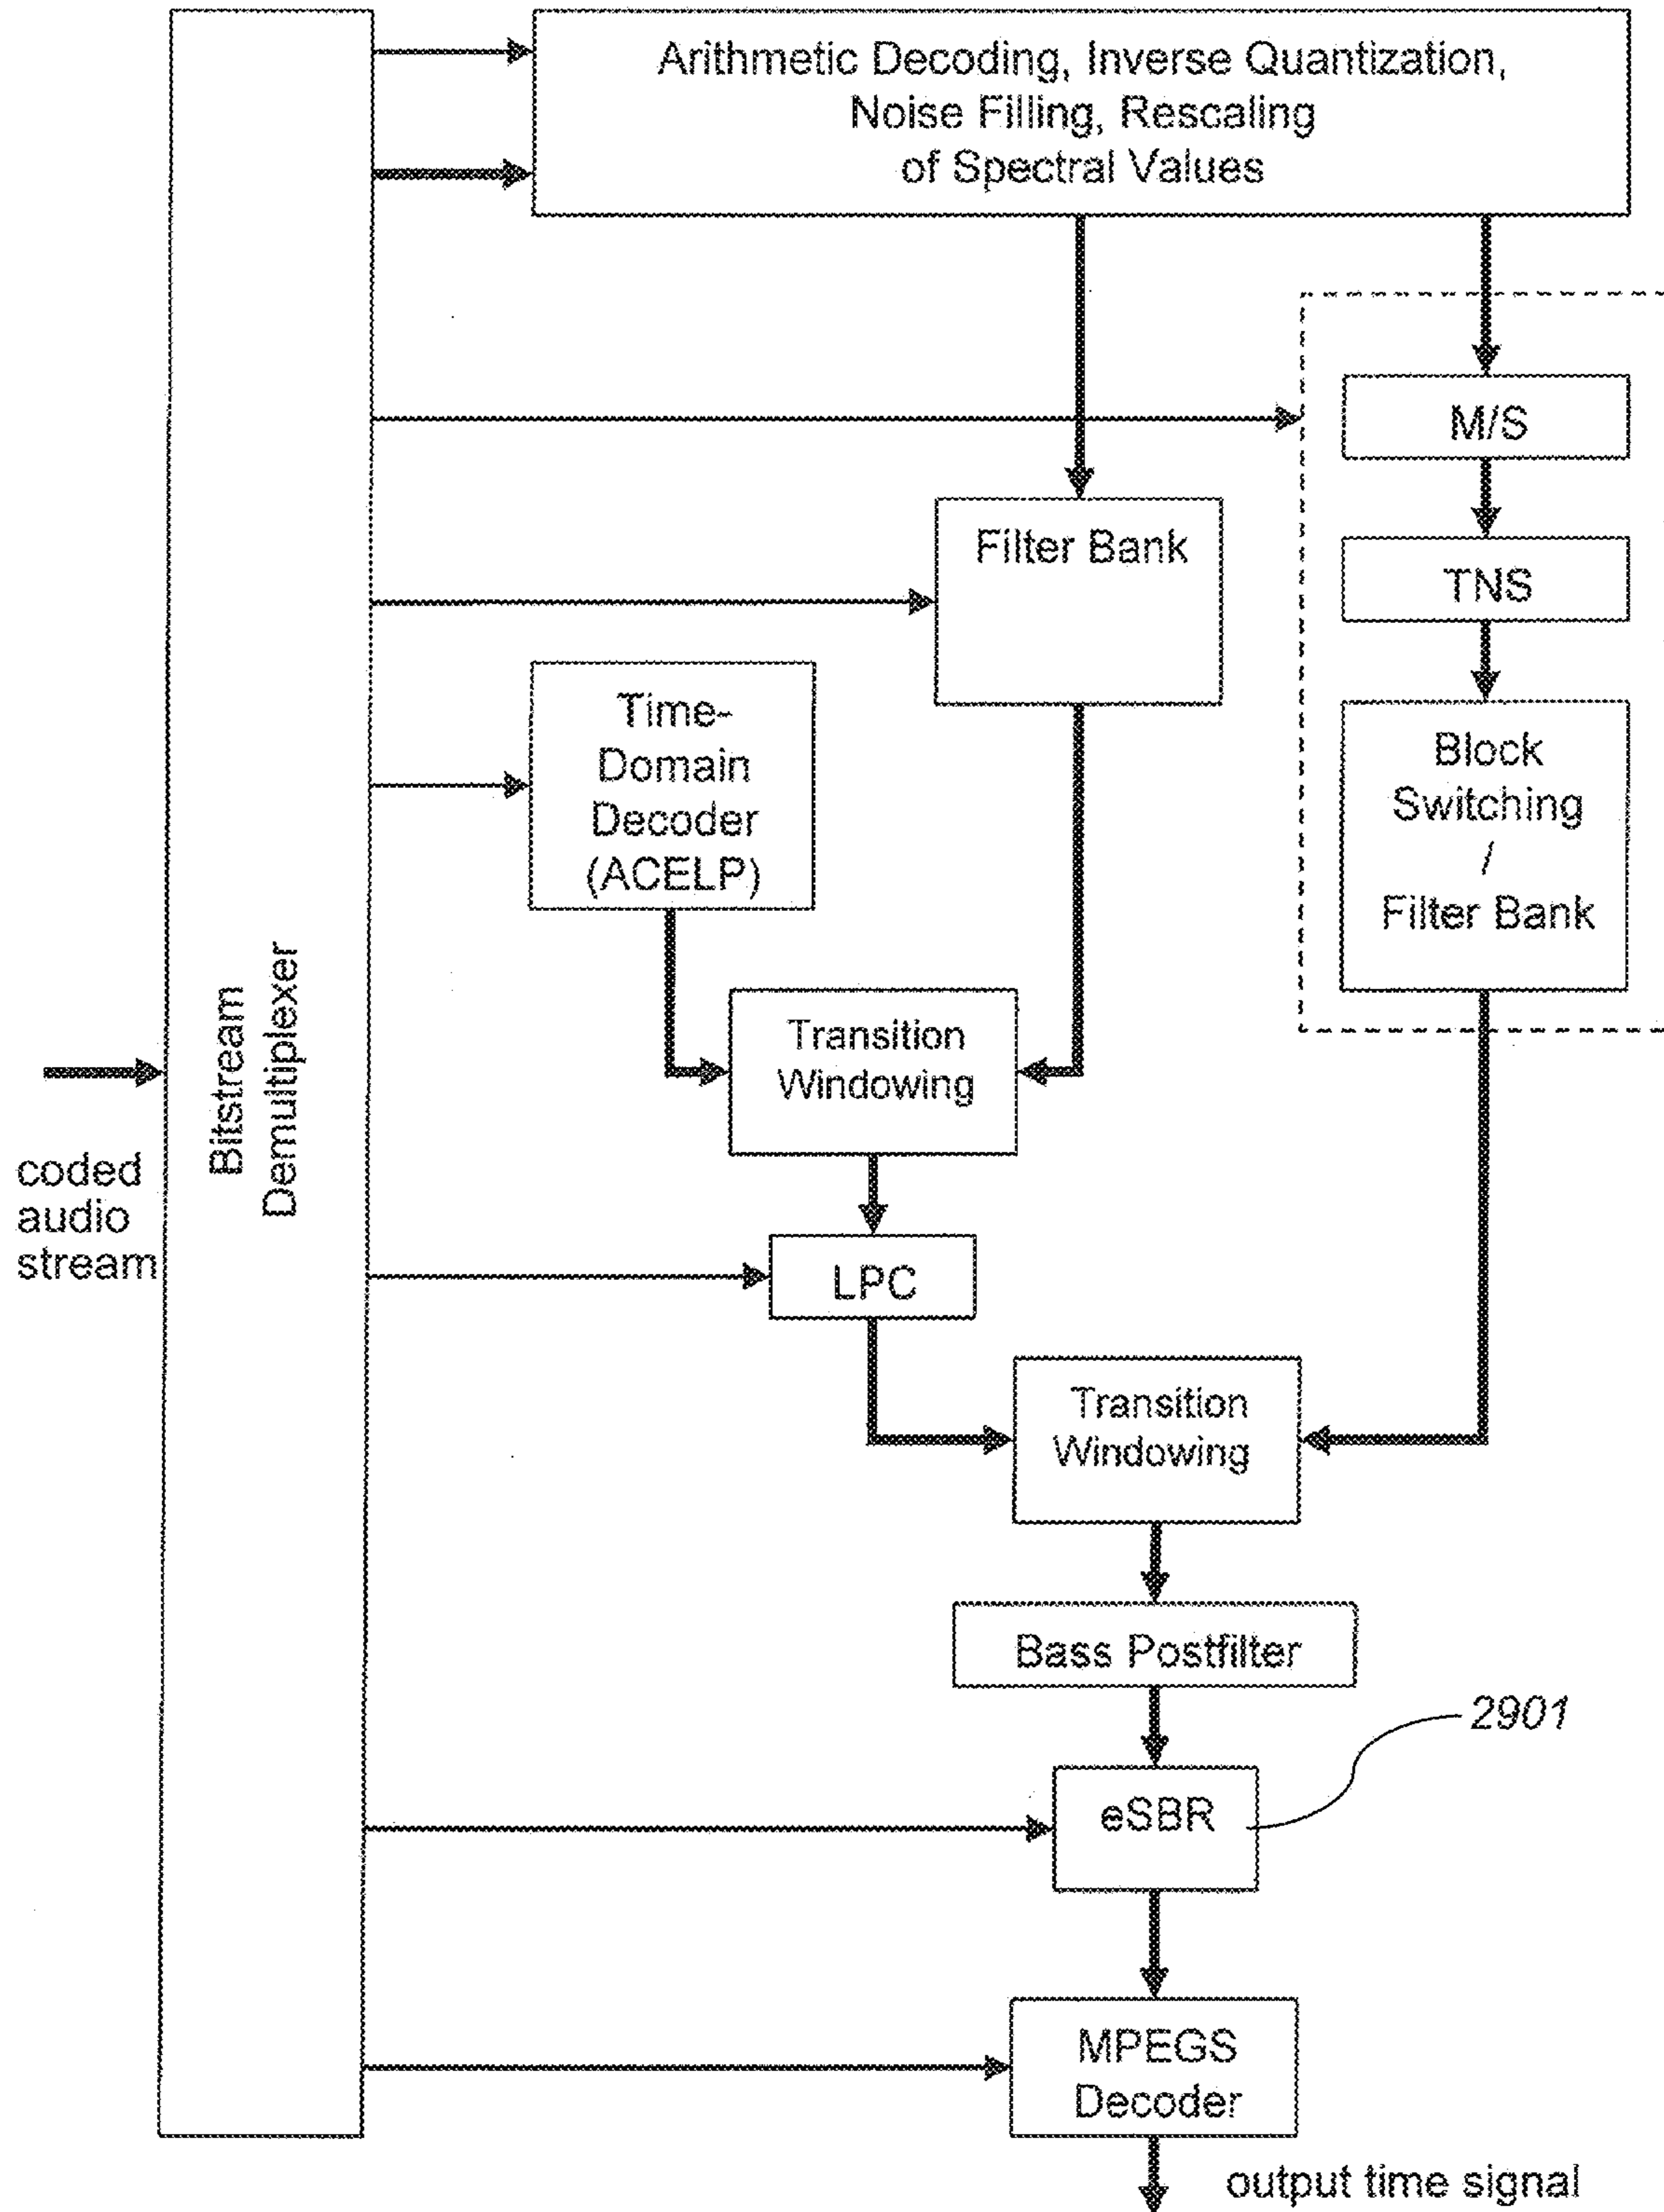 Arithmetic Decoding, Inverse Quantization,
Noise Filling, Rescaling
of Spectral Values
M/S
Filter Bank
TNS
Time-
Domain
Decoder
(ACELP)
Block
Switching
/
Filter Bank
Bitstream
Demultiplexer
coded
audio
stream
Transition
Windowing
LPC
Transition
Windowing
Bass Postfilter
2901
eSBR
MPEGS
Decoder
output time signal